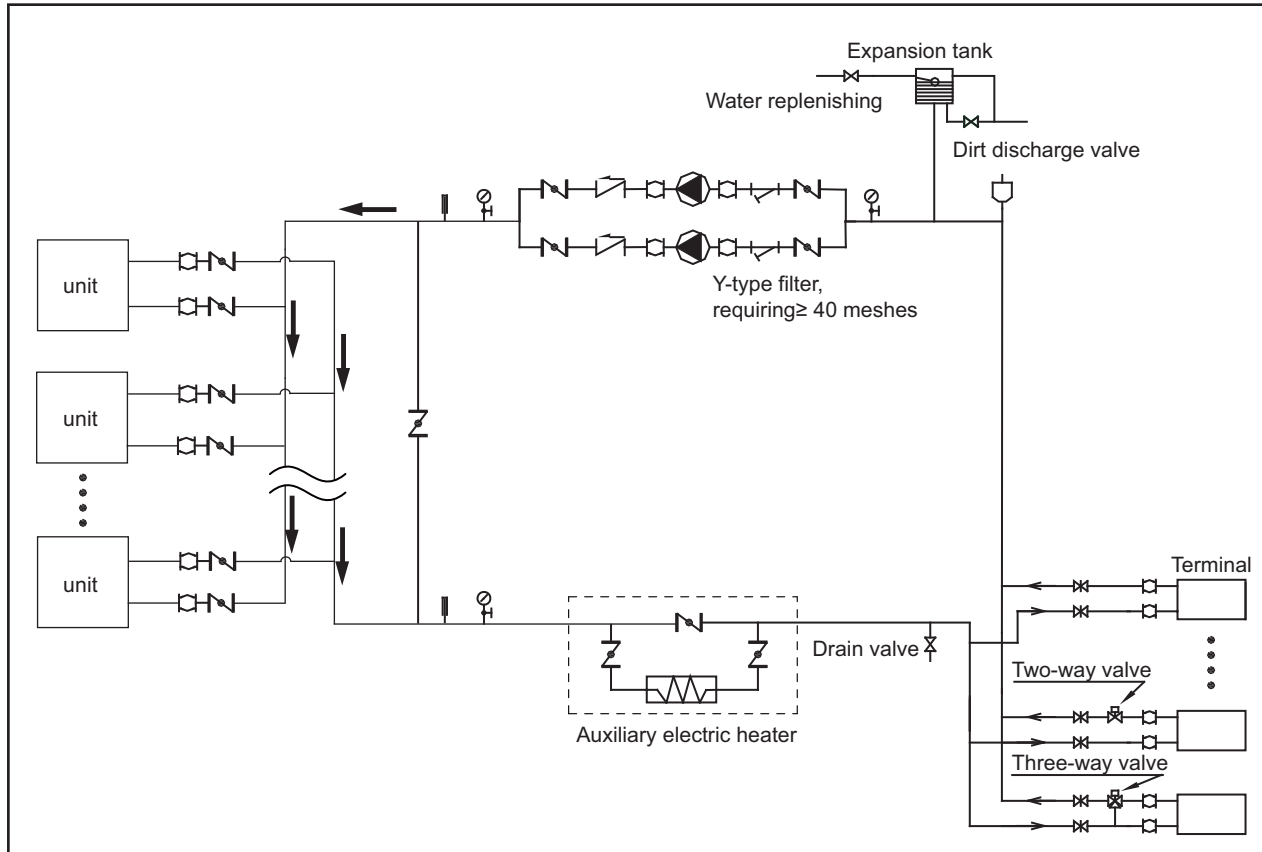 Expansion tank
Water replenishing
Dirt discharge valve
Y-type filter,
requiring≥ 40 meshes
unit
unit
unit
Terminal
Drain valve
Two-way valve
Auxiliary electric heater
Three-way valve